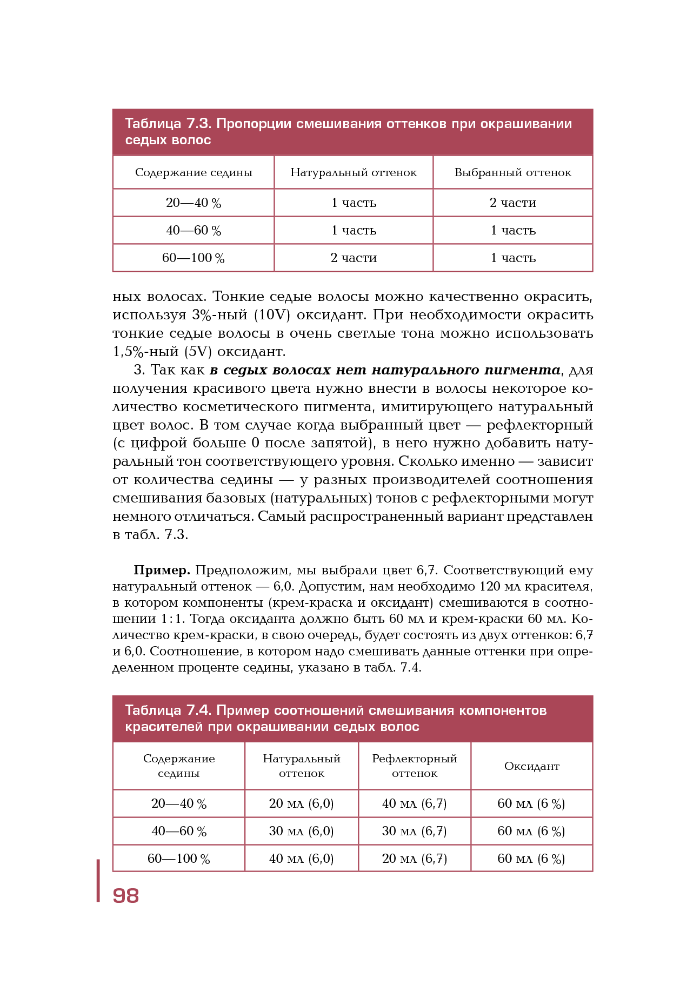 Таблица 7.3. Пропорции смешивания оттенков при окрашивании
седых волос
Содержание седины Натуральный оттенок Выбранный оттенок
20—40 % 1 часть 2 части
40—60 % 1 часть 1 часть
60—100 % 2 части 1 часть
ных волосах. Тонкие седые волосы можно качественно окрасить,
используя 3%-ный (10V) оксидант. При необходимости окрасить
тонкие седые волосы в очень светлые тона можно использовать
1,5%-ный (5V) оксидант.
3. Так как в седых волосах нет натурального пигмента, для
получения красивого цвета нужно внести в волосы некоторое ко-
личество косметического пигмента, имитирующего натуральный
цвет волос. В том случае когда выбранный цвет — рефлекторный
(с цифрой больше 0 после запятой), в него нужно добавить нату-
ральный тон соответствующего уровня. Сколько именно — зависит
от количества седины — у разных производителей соотношения
смешивания базовых (натуральных) тонов с рефлекторными могут
немного отличаться. Самый распространенный вариант представлен
в табл. 7.3.
Пример. Предположим, мы выбрали цвет 6,7. Соответствующий ему
натуральный оттенок — 6,0. Допустим, нам необходимо 120 мл красителя,
в котором компоненты (крем-краска и оксидант) смешиваются в соотно-
шении 1 : 1. Тогда оксиданта должно быть 60 мл и крем-краски 60 мл. Ко-
личество крем-краски, в свою очередь, будет состоять из двух оттенков: 6,7
и 6,0. Соотношение, в котором надо смешивать данные оттенки при опре-
деленном проценте седины, указано в табл. 7.4.
Таблица 7.4. Пример соотношений смешивания компонентов
красителей при окрашивании седых волос
Содержание седины Натуральный оттенок Рефлекторный оттенок Оксидант
20—40 % 20 мл (6,0) 40 мл (6,7) 60 мл (6 %)
40—60 % 30 мл (6,0) 30 мл (6,7) 60 мл (6 %)
60—100 % 40 мл (6,0) 20 мл (6,7) 60 мл (6 %)
98